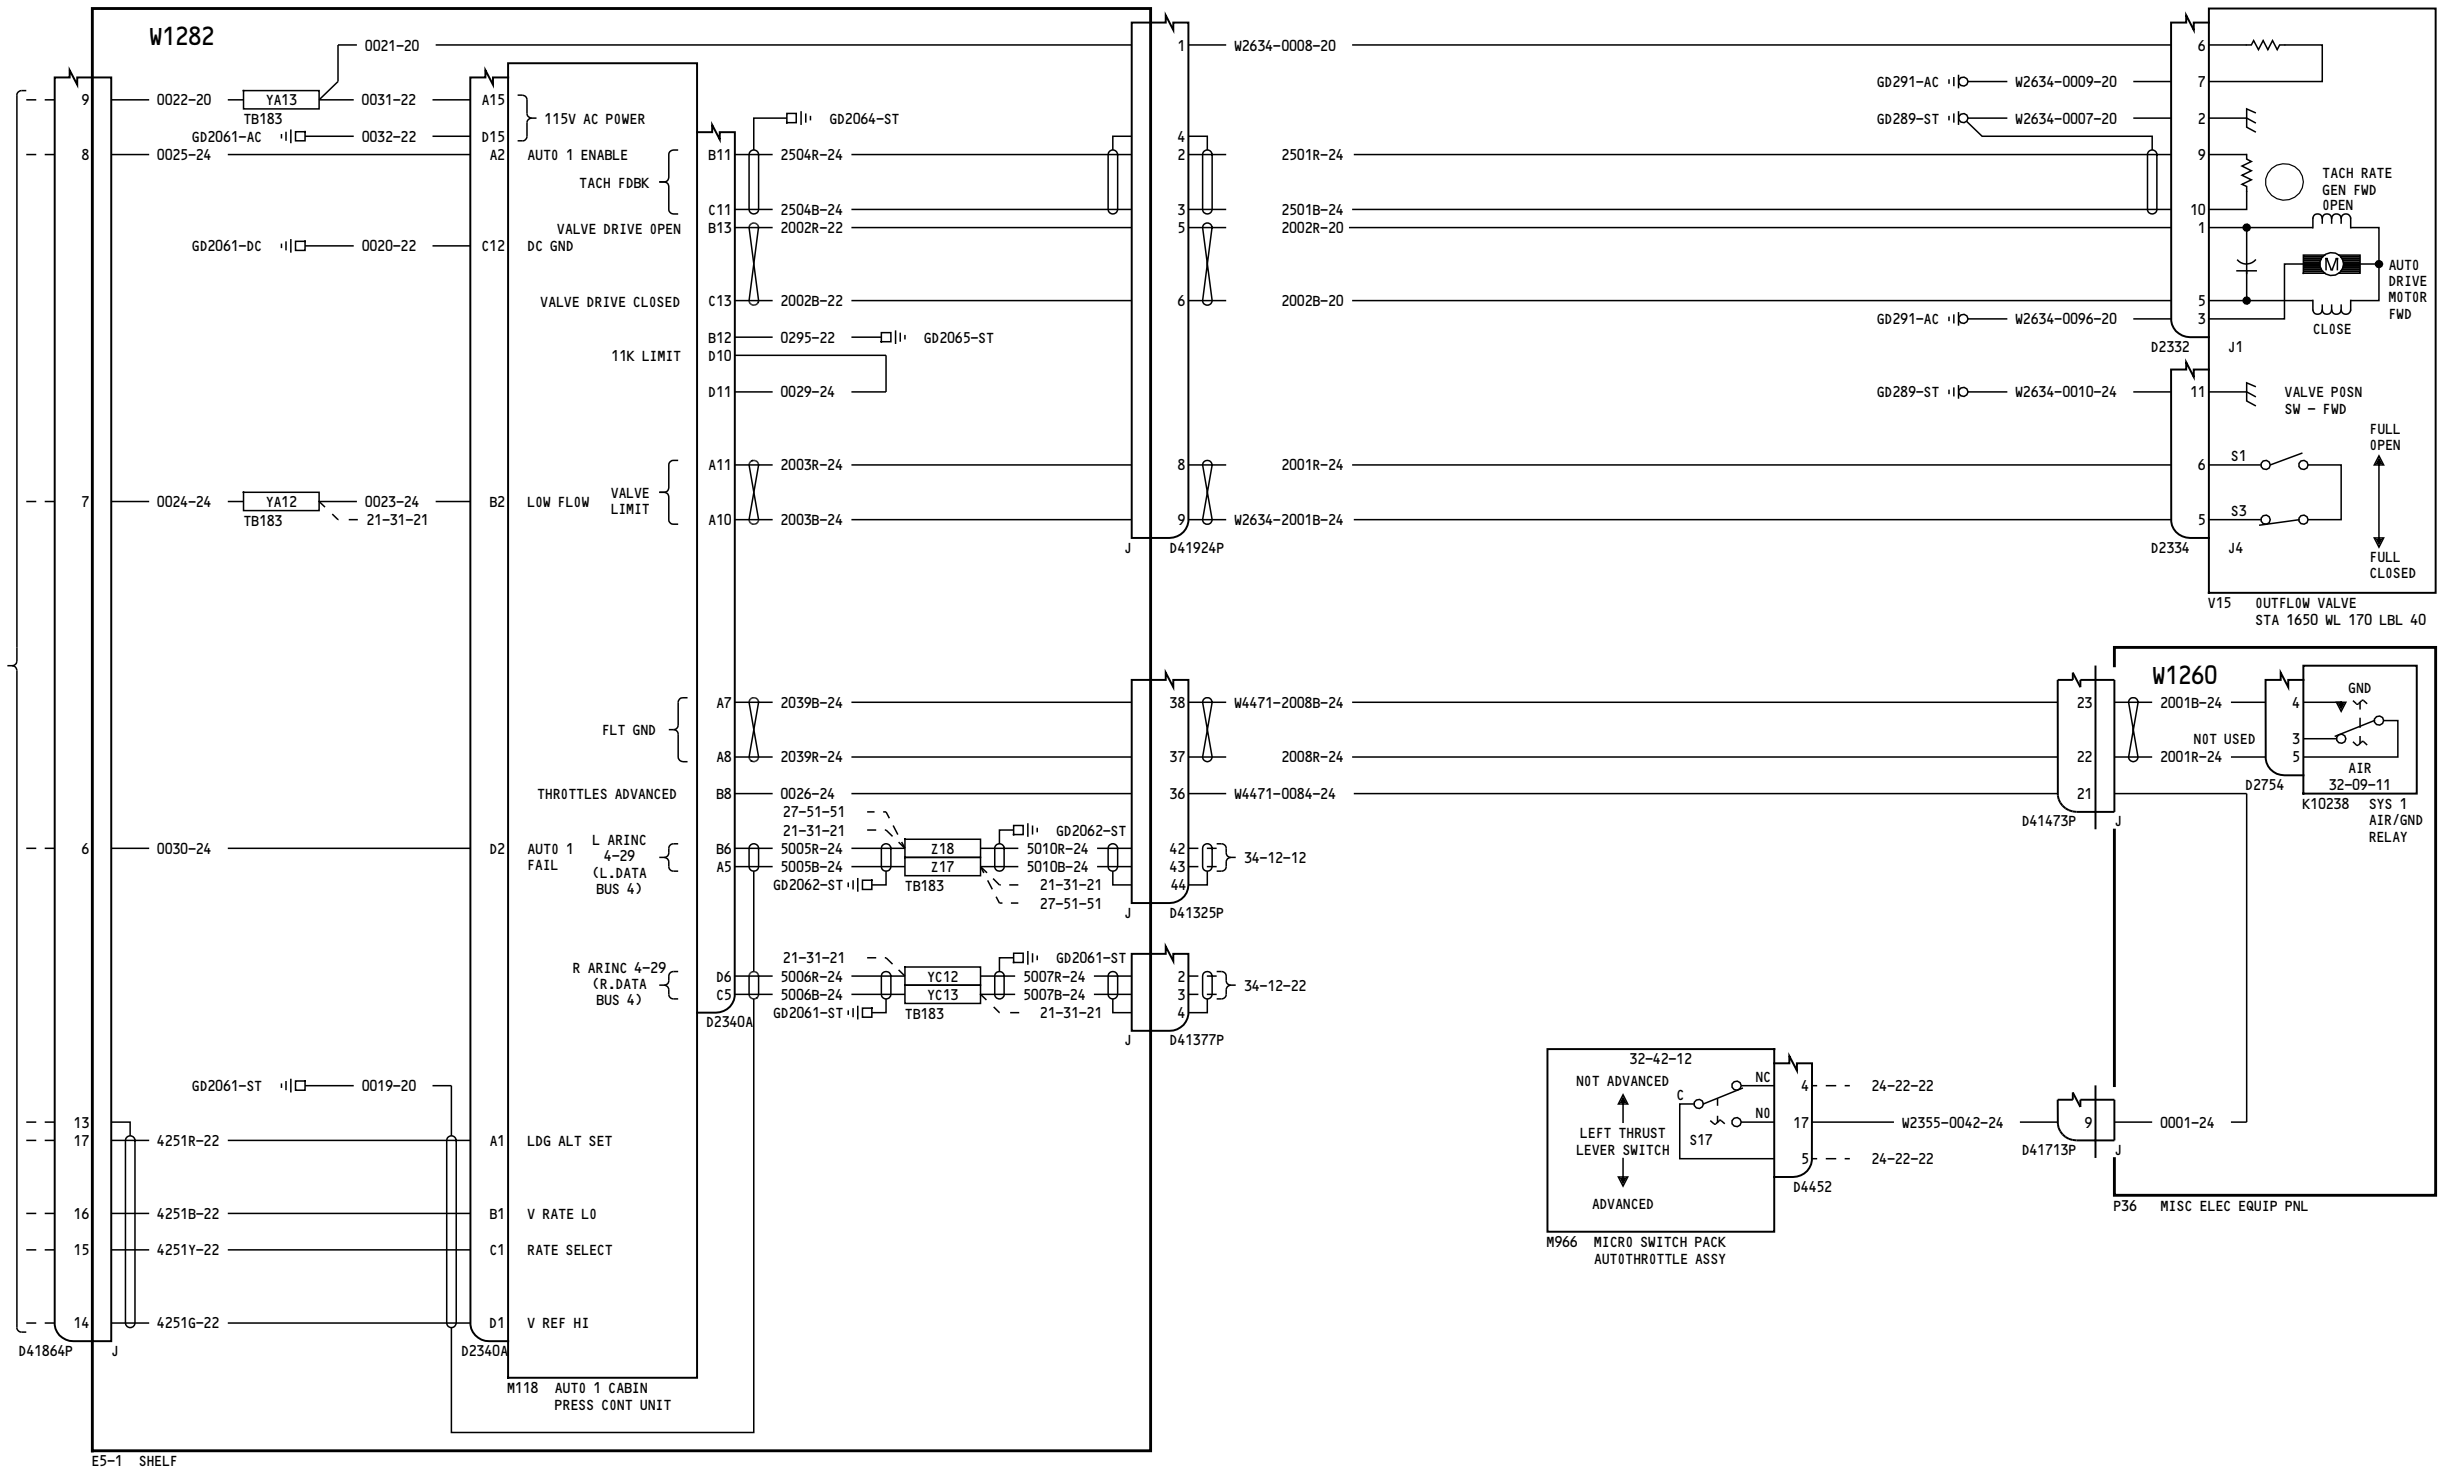 W1282
0021-20
1
W2634-0008-20
6
9
0022-20
YA13
0031-22
A15
GD291-AC
W2634-0009-20
7
TB183
115V AC POWER
GD2064-ST
GD289-ST
W2634-0007-20
2
GD2061-AC
0032-22
D15
4
8
0025-24
A2
AUTO 1 ENABLE
B11
2504R-24
2
2501R-24
9
TACH FDBK
TACH RATE
GEN FWD
OPEN
C11
2504B-24
3
2501B-24
10
VALVE DRIVE OPEN
B13
2002R-22
5
2002R-20
1
GD2061-DC
0020-22
C12
DC GND
M
AUTO
DRIVE
MOTOR
FWD
VALVE DRIVE CLOSED
C13
2002B-22
6
2002B-20
5
GD291-AC
W2634-0096-20
3
CLOSE
B12
0295-22
GD2065-ST
D2332
J1
11K LIMIT
D10
D11
0029-24
GD289-ST
W2634-0010-24
11
VALVE POSN
SW - FWD
FULL
OPEN
A11
2003R-24
8
2001R-24
6
S1
7
0024-24
YA12
0023-24
B2
LOW FLOW
VALVE
LIMIT
TB183
21-31-21
A10
2003B-24
9
W2634-2001B-24
5
S3
J
D41924P
D2334
J4
FULL
CLOSED
V15
OUTFLOW VALVE
STA 1650 WL 170 LBL 40
W1260
A7
2039B-24
38
W4471-2008B-24
23
2001B-24
4
GND
FLT GND
NOT USED
3
A8
2039R-24
37
2008R-24
22
2001R-24
5
AIR
32-09-11
D2754
K10238
SYS 1
AIR/GND
RELAY
THROTTLES ADVANCED
B8
0026-24
36
W4471-0084-24
21
D41473P
J
27-51-51
21-31-21
GD2062-ST
6
0030-24
D2
AUTO 1
FAIL
L ARINC
4-29
(L.DATA
BUS 4)
B6
5005R-24
Z18
5010R-24
42
A5
5005B-24
Z17
5010B-24
43
34-12-12
GD2062-ST
TB183
21-31-21
44
27-51-51
J
D41325P
21-31-21
GD2061-ST
R ARINC 4-29
(R.DATA
BUS 4)
D6
5006R-24
YC12
5007R-24
2
C5
5006B-24
YC13
5007B-24
3
34-12-22
GD2061-ST
TB183
21-31-21
4
D2340A
J
D41377P
32-42-12
GD2061-ST
0019-20
NOT ADVANCED
C
NC
4
24-22-22
NO
17
W2355-0042-24
9
0001-24
S17
LEFT THRUST
LEVER SWITCH
5
24-22-22
D41713P
J
D4452
ADVANCED
P36
MISC ELEC EQUIP PNL
M966
MICRO SWITCH PACK
AUTOTHROTTLE ASSY
13
17
4251R-22
A1
LDG ALT SET
16
4251B-22
B1
V RATE LO
15
4251Y-22
C1
RATE SELECT
14
4251G-22
D1
V REF HI
D41864P
J
D2340A
M118
AUTO 1 CABIN
PRESS CONT UNIT
E5-1
SHELF